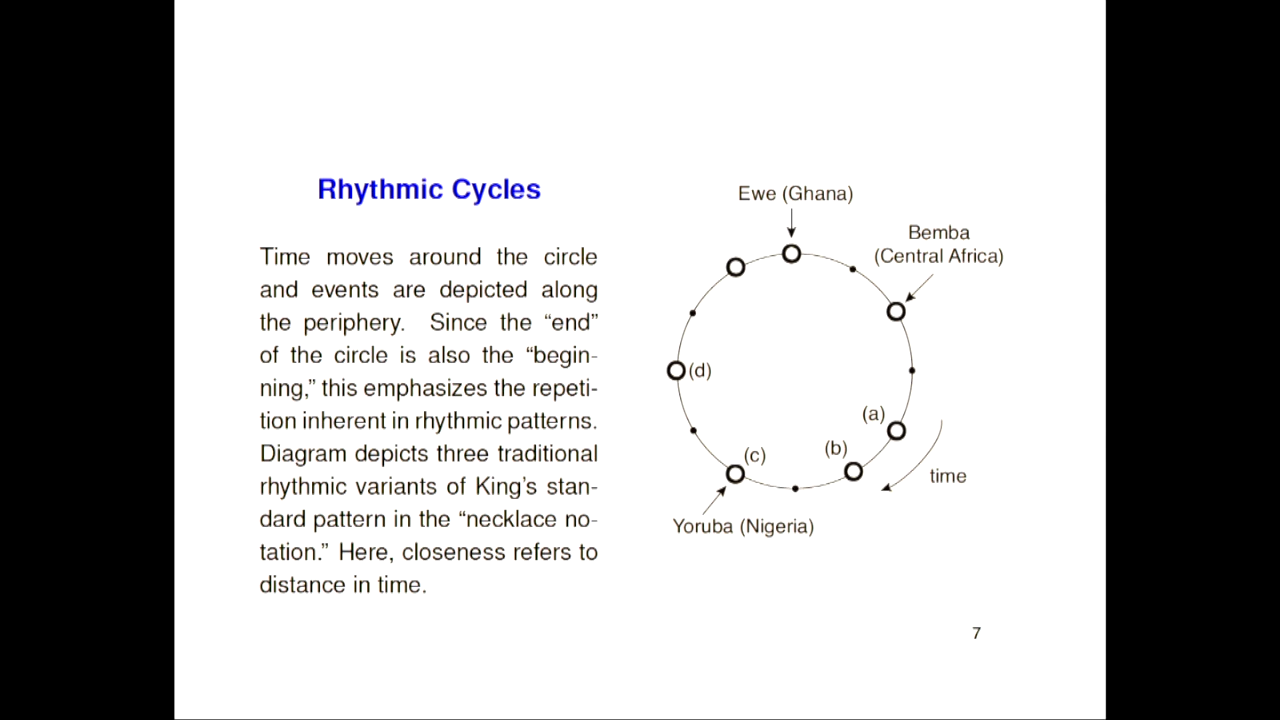 Rhythmic Cycles
Time moves around the circle
and events are depicted along
the periphery. Since the “end”
of the circle is also the “begin-
ning,” this emphasizes the repeti-
tion inherent in rhythmic patterns.
Diagram depicts three traditional
rhythmic variants of King’s stan-
dard pattern in the “necklace no-
tation.” Here, closeness refers to
distance in time.
Ewe (Ghana)
Bemba
(Central Africa)
(d)
(a)
(b)
(c)
time
Yoruba (Nigeria)
7